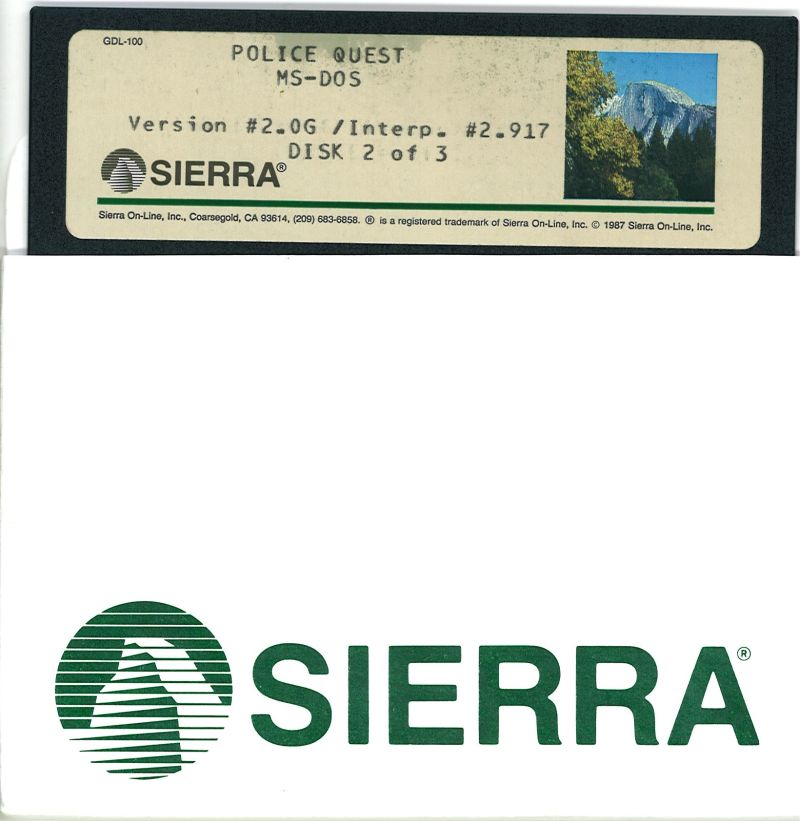 GDL-100
POLICE QUEST
MS-DOS
Version #2.0G /Interp. #2.917
DISK 2 of 3
SIERRA®
Sierra On-Line, Inc., Coarsegold, CA 93614, (209) 683-6858. ® is a registered trademark of Sierra On-Line, Inc. © 1987 Sierra On-Line, Inc.
SIERRA®